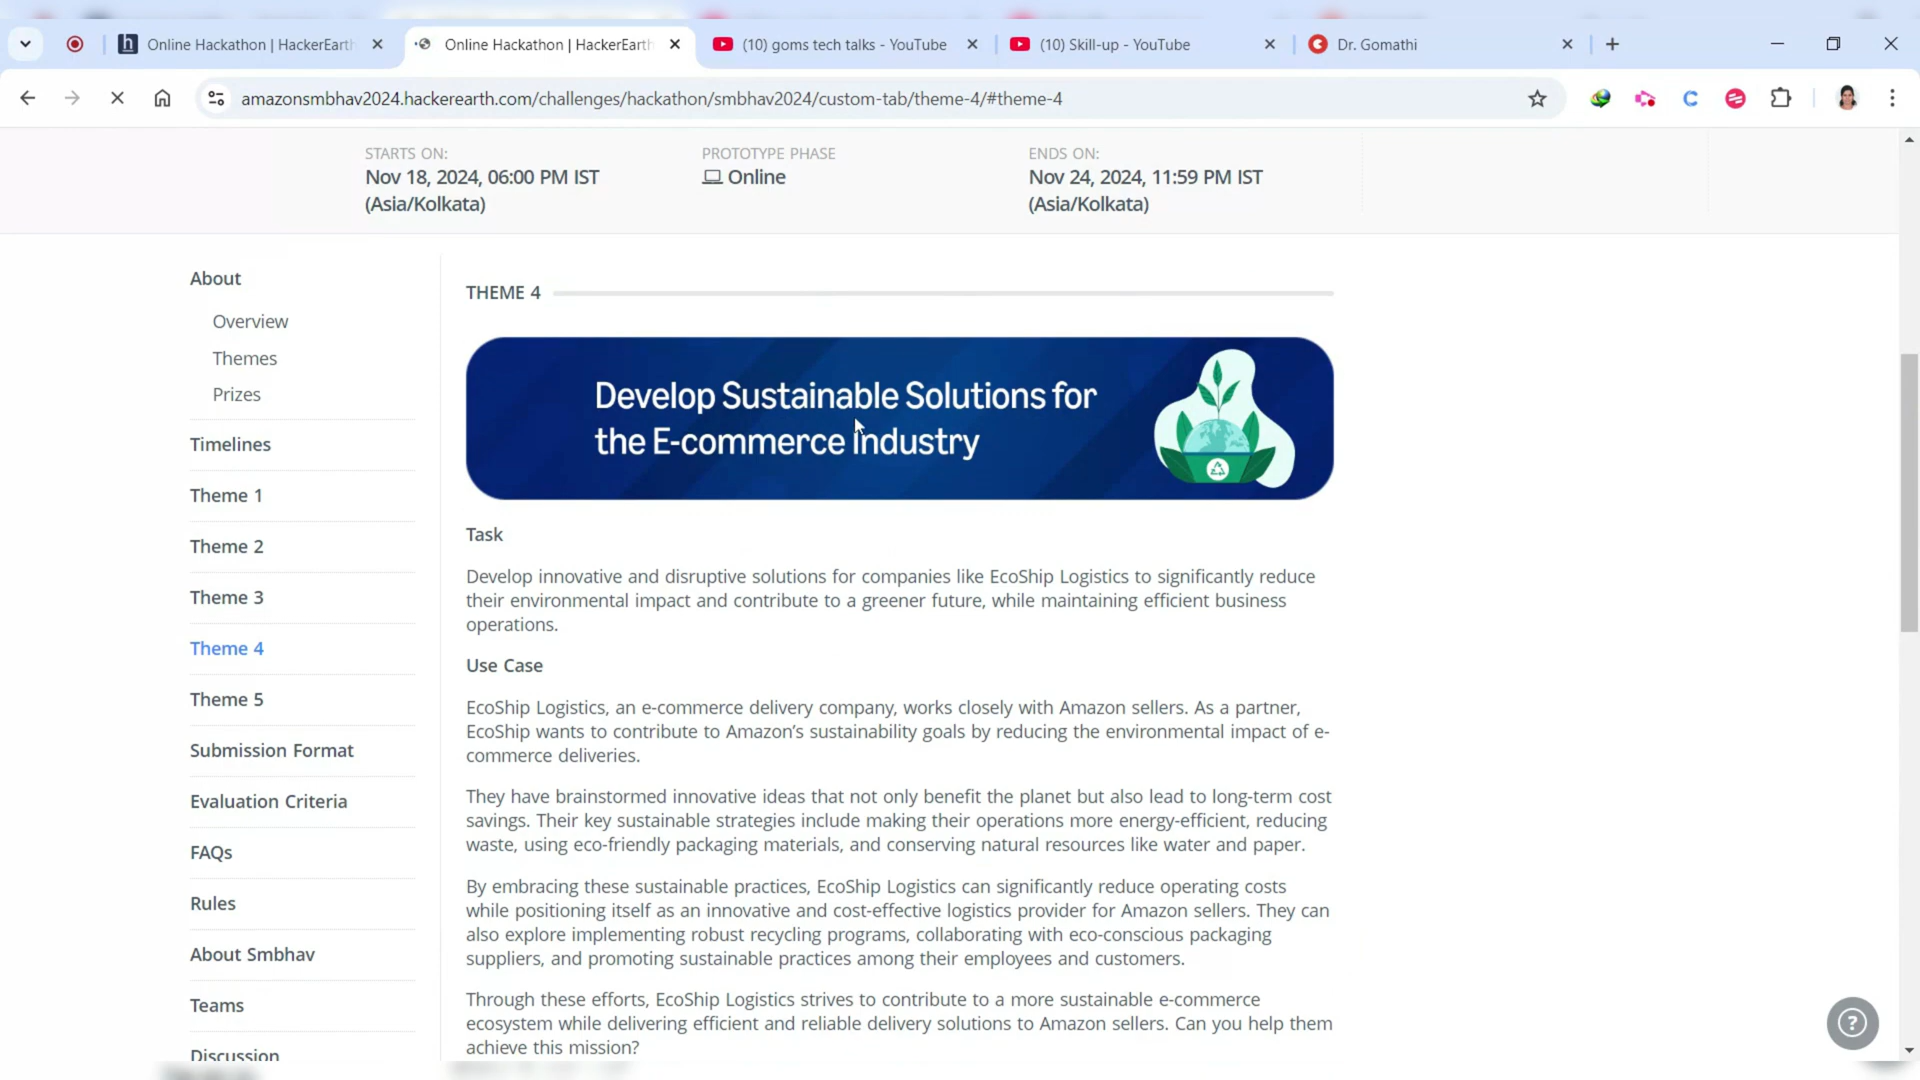 Online Hackathon | HackerEarth
Online Hackathon | HackerEarth
(10) goms tech talks - YouTube
(10) Skill-up - YouTube
Dr. Gomathi
amazonsmbhav2024.hackerearth.com/challenges/hackathon/smbhav2024/custom-tab/theme-4/#theme-4
STARTS ON:
Nov 18, 2024, 06:00 PM IST
(Asia/Kolkata)
PROTOTYPE PHASE
Online
ENDS ON:
Nov 24, 2024, 11:59 PM IST
(Asia/Kolkata)
About
Overview
Themes
Prizes
Timelines
Theme 1
Theme 2
Theme 3
Theme 4
Theme 5
Submission Format
Evaluation Criteria
FAQs
Rules
About Smbhav
Teams
Discussion
THEME 4
Develop Sustainable Solutions for
the E-commerce Industry
Task
Develop innovative and disruptive solutions for companies like EcoShip Logistics to significantly reduce
their environmental impact and contribute to a greener future, while maintaining efficient business
operations.
Use Case
EcoShip Logistics, an e-commerce delivery company, works closely with Amazon sellers. As a partner,
EcoShip wants to contribute to Amazon’s sustainability goals by reducing the environmental impact of e-
commerce deliveries.
They have brainstormed innovative ideas that not only benefit the planet but also lead to long-term cost
savings. Their key sustainable strategies include making their operations more energy-efficient, reducing
waste, using eco-friendly packaging materials, and conserving natural resources like water and paper.
By embracing these sustainable practices, EcoShip Logistics can significantly reduce operating costs
while positioning itself as an innovative and cost-effective logistics provider for Amazon sellers. They can
also explore implementing robust recycling programs, collaborating with eco-conscious packaging
suppliers, and promoting sustainable practices among their employees and customers.
Through these efforts, EcoShip Logistics strives to contribute to a more sustainable e-commerce
ecosystem while delivering efficient and reliable delivery solutions to Amazon sellers. Can you help them
achieve this mission?